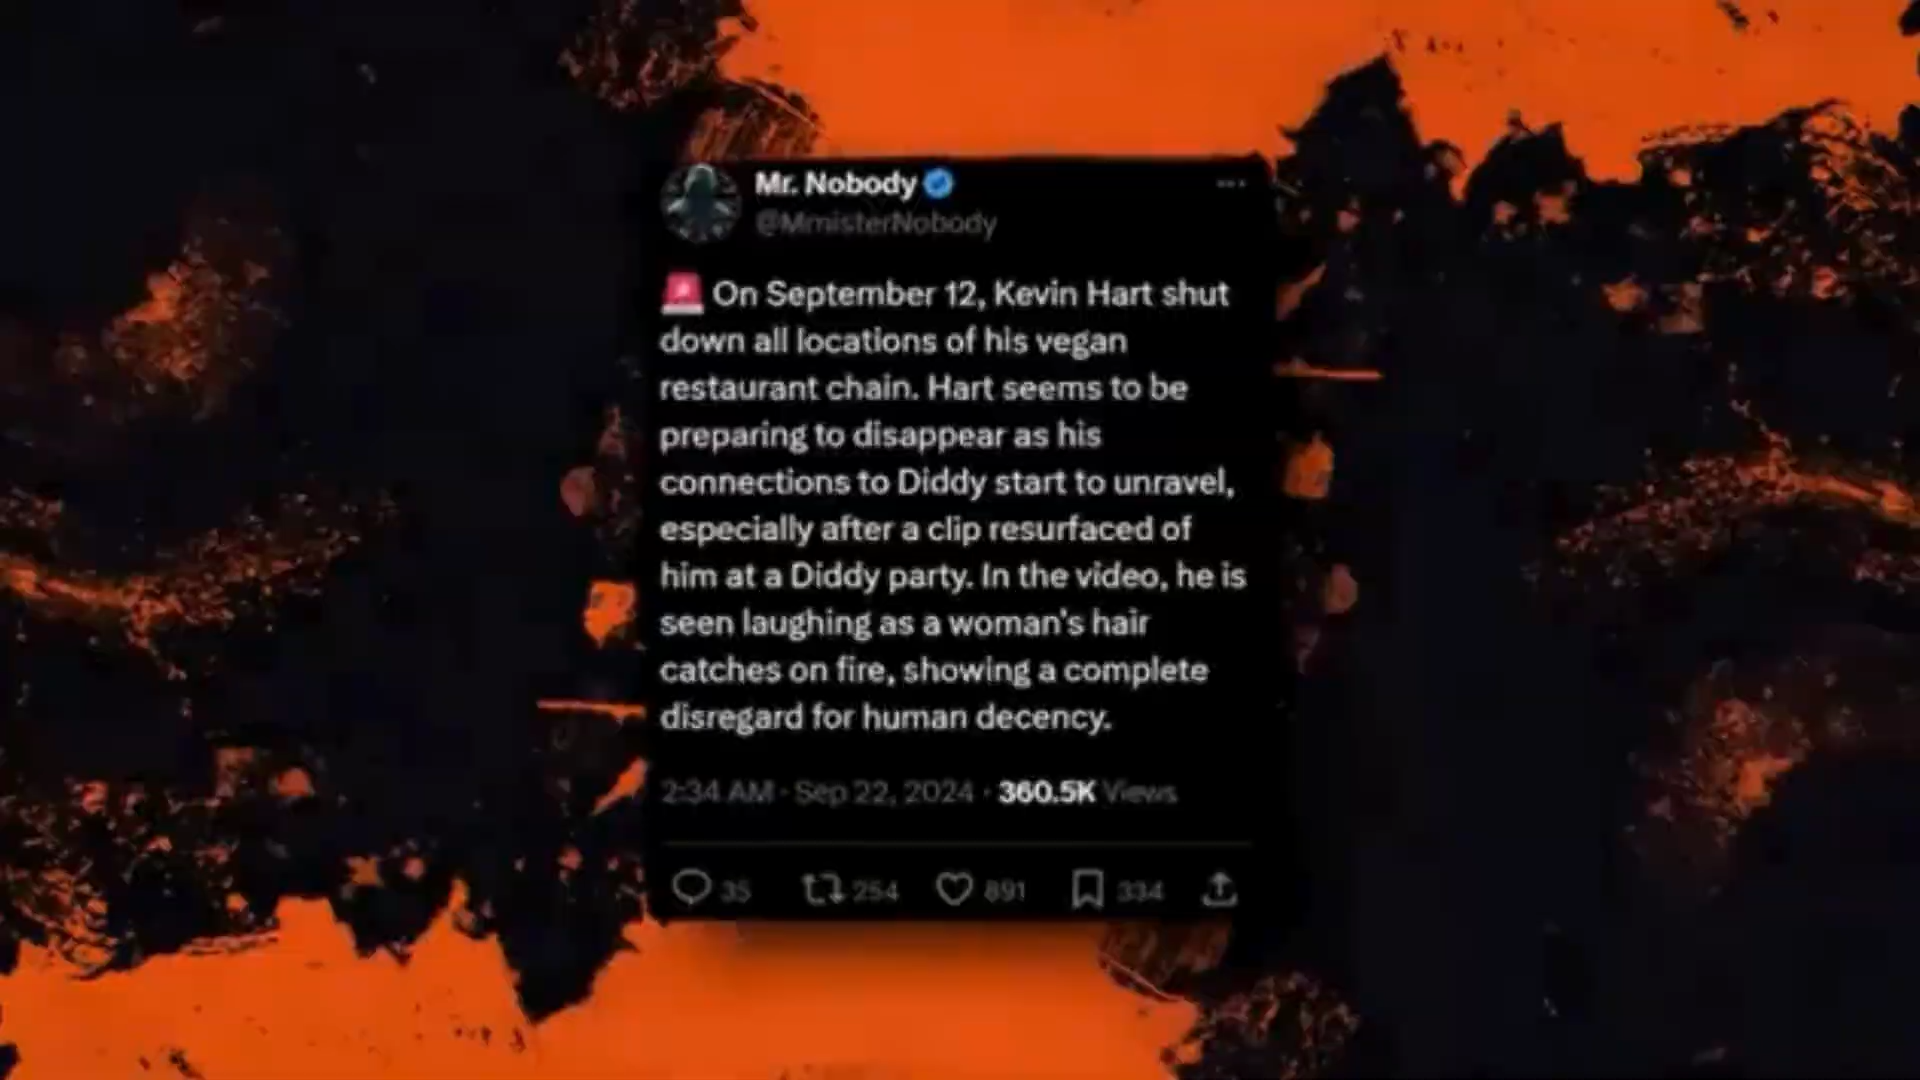 Mr. Nobody
@MmisterNobody
🚨 On September 12, Kevin Hart shut
down all locations of his vegan
restaurant chain. Hart seems to be
preparing to disappear as his
connections to Diddy start to unravel,
especially after a clip resurfaced of
him at a Diddy party. In the video, he is
seen laughing as a woman's hair
catches on fire, showing a complete
disregard for human decency.
2:34 AM · Sep 22, 2024 · 360.5K Views
35 254 891 334